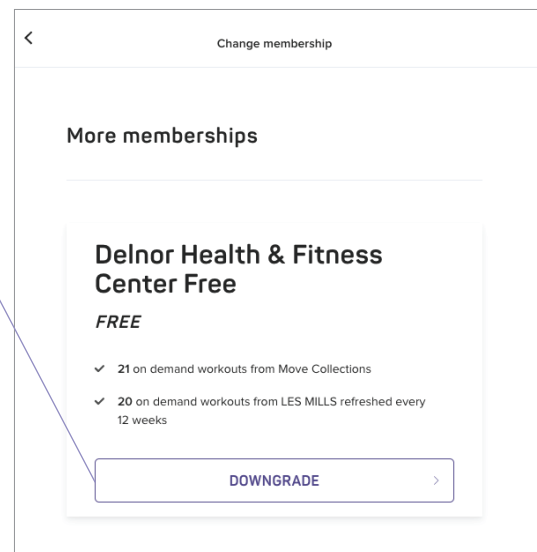 Change membership
More memberships
Delnor Health & Fitness
Center Free
FREE
21 on demand workouts from Move Collections
20 on demand workouts from LES MILLS refreshed every
12 weeks
DOWNGRADE